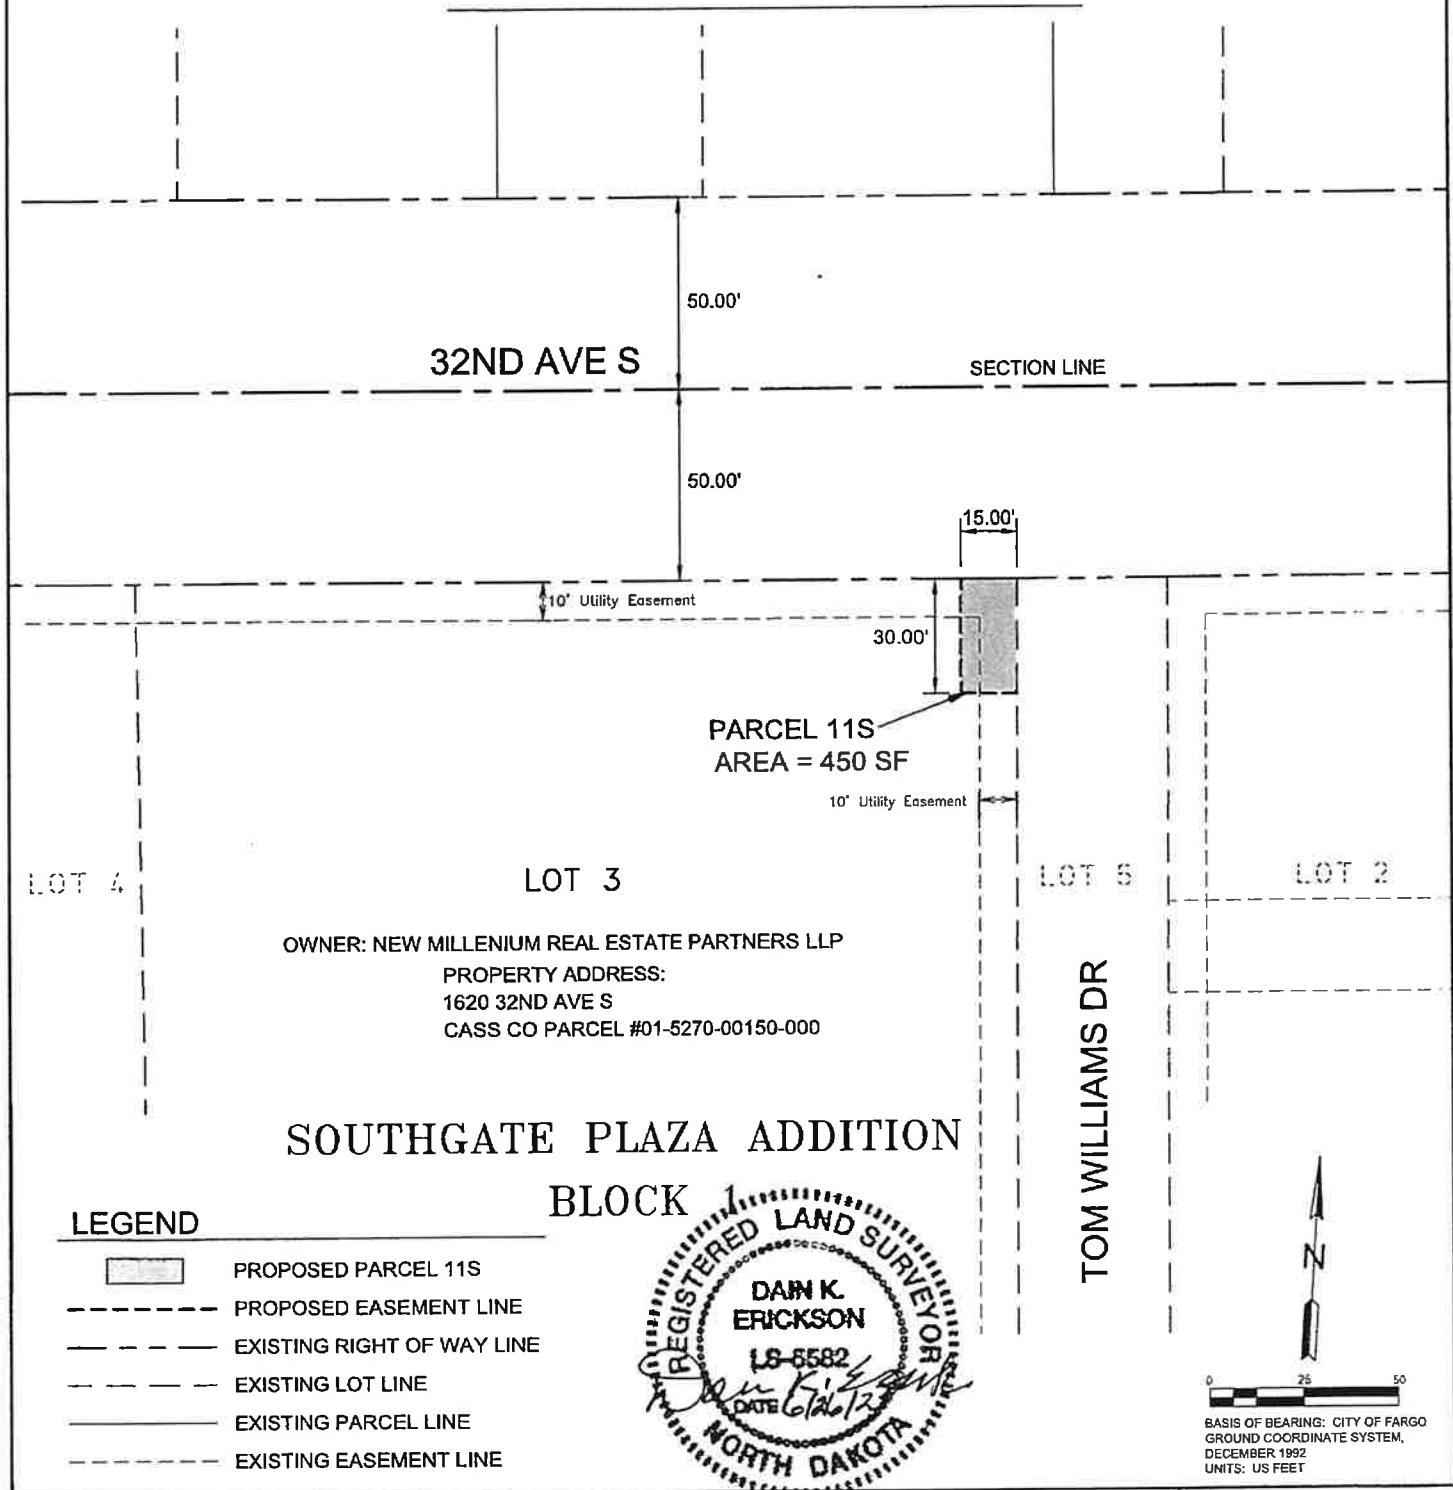 50.00'
32ND AVE S
SECTION LINE
50.00'
15.00'
10' Utility Easement
30.00'
PARCEL 11S
AREA = 450 SF
10' Utility Easement
LOT 4
LOT 3
LOT 5
LOT 2
OWNER: NEW MILLENIUM REAL ESTATE PARTNERS LLP
PROPERTY ADDRESS:
1620 32ND AVE S
CASS CO PARCEL #01-5270-00150-000
TOM WILLIAMS DR
SOUTHGATE PLAZA ADDITION
BLOCK 1
LEGEND
PROPOSED PARCEL 11S
PROPOSED EASEMENT LINE
EXISTING RIGHT OF WAY LINE
EXISTING LOT LINE
EXISTING PARCEL LINE
EXISTING EASEMENT LINE
REGISTERED LAND SURVEYOR
DAIN K.
ERICKSON
LS-6582
DATE 6/26/23
NORTH DAKOTA
N
0 25 50
BASIS OF BEARING: CITY OF FARGO
GROUND COORDINATE SYSTEM,
DECEMBER 1992
UNITS: US FEET